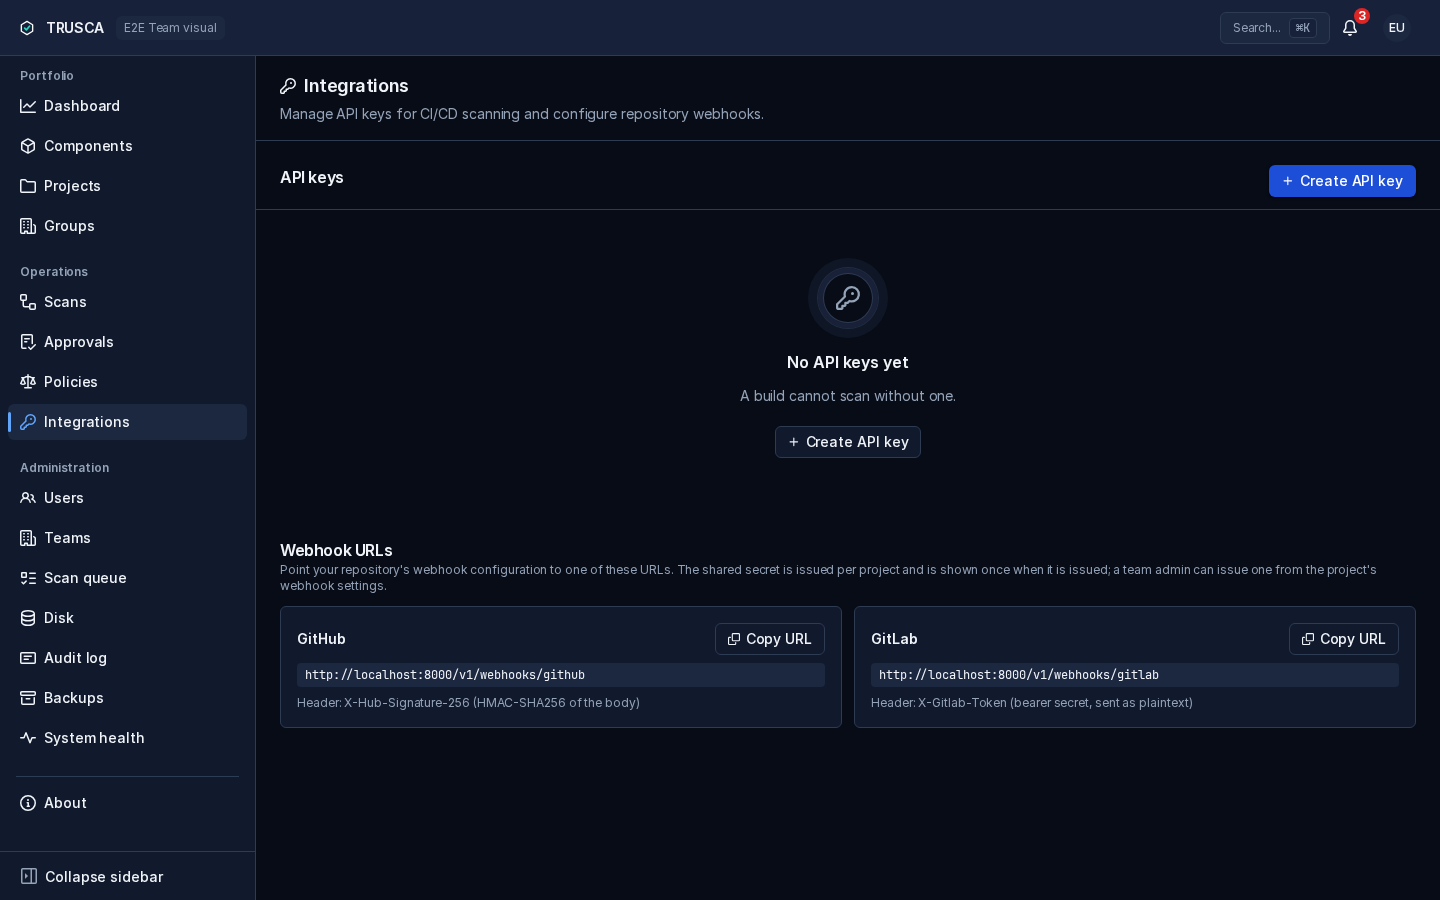 TRUSCA
E2E Team visual
Search...
⌘K
3
EU
Portfolio
Dashboard
Components
Projects
Groups
Operations
Scans
Approvals
Policies
Integrations
Administration
Users
Teams
Scan queue
Disk
Audit log
Backups
System health
About
Collapse sidebar
Integrations
Manage API keys for CI/CD scanning and configure repository webhooks.
API keys
+ Create API key
No API keys yet
A build cannot scan without one.
+ Create API key
Webhook URLs
Point your repository's webhook configuration to one of these URLs. The shared secret is issued per project and is shown once when it is issued; a team admin can issue one from the project's
webhook settings.
GitHub
Copy URL
http://localhost:8000/v1/webhooks/github
Header: X-Hub-Signature-256 (HMAC-SHA256 of the body)
GitLab
Copy URL
http://localhost:8000/v1/webhooks/gitlab
Header: X-Gitlab-Token (bearer secret, sent as plaintext)